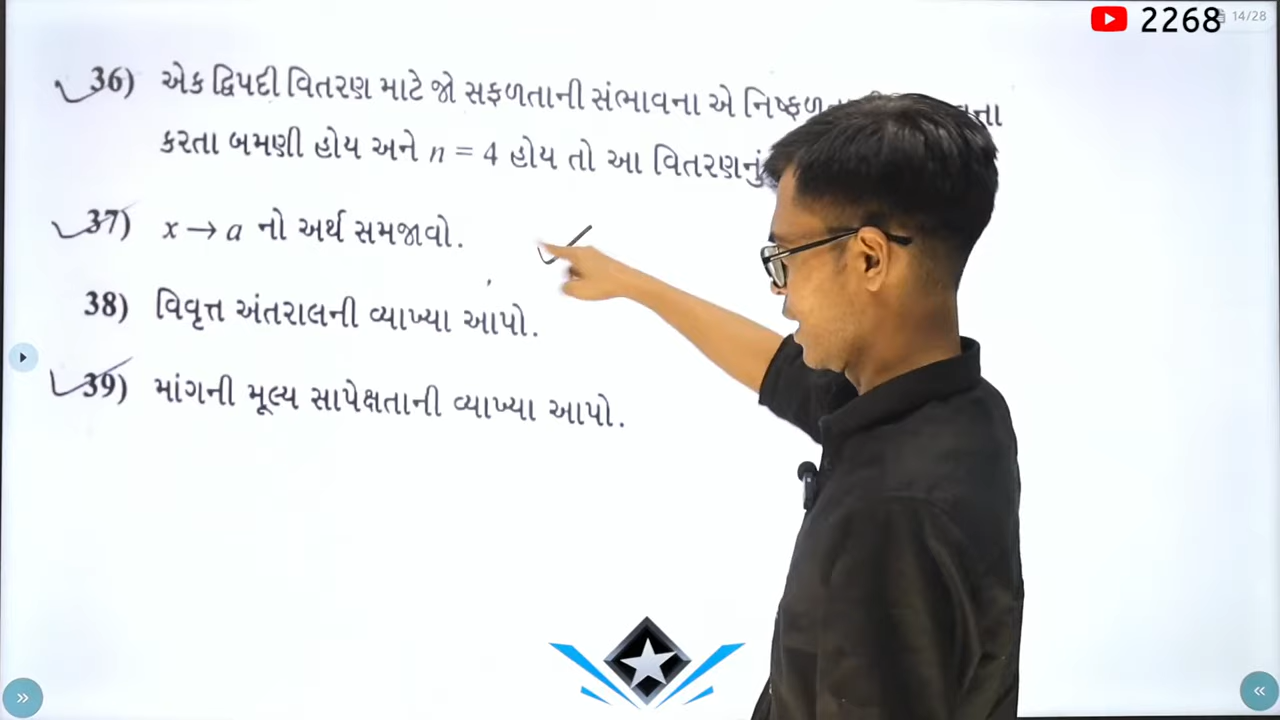 2268
14/28
36) એક દ્વિપદી વિતરણ માટે જો સફળતાની સંભાવના એ
કરતા બમણી હોય અને n = 4 હોય તો આ વિતરણનું
37) x → a નો અર્થ સમજાવો.
38) વિવૃત્ત અંતરાલની વ્યાખ્યા આપો.
39) માંગની મૂલ્ય સાપેક્ષતાની વ્યાખ્યા આપો.